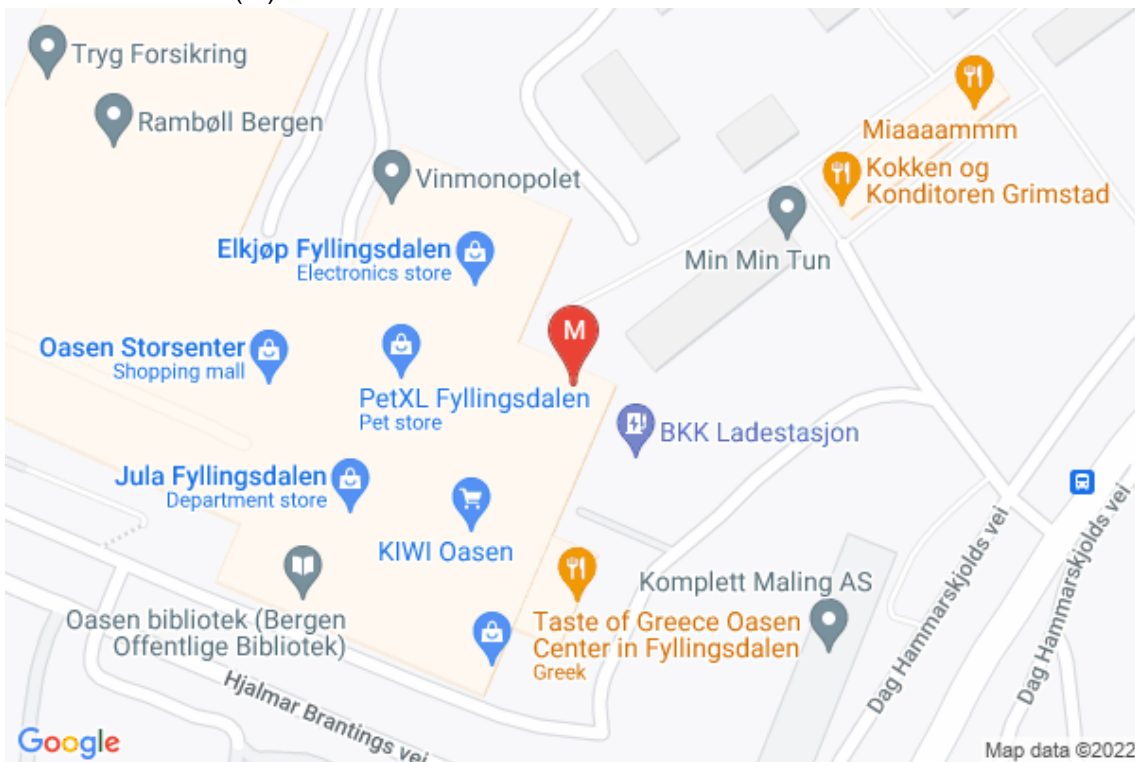 Tryg Forsikring
Rambøll Bergen
Vinmonopolet
Miaaaammm
Kokken og
Konditoren Grimstad
Elkjøp Fyllingsdalen
Electronics store
Min Min Tun
M
Oasen Storsenter
Shopping mall
PetXL Fyllingsdalen
Pet store
BKK Ladestasjon
Jula Fyllingsdalen
Department store
KIWI Oasen
Komplett Maling AS
Oasen bibliotek (Bergen
Offentlige Bibliotek)
Taste of Greece Oasen
Center in Fyllingsdalen
Greek
Dag Hammarskjolds vei
Dag Hammarskjolds vei
Hjalmar Brantings vei
Google
Map data ©2022